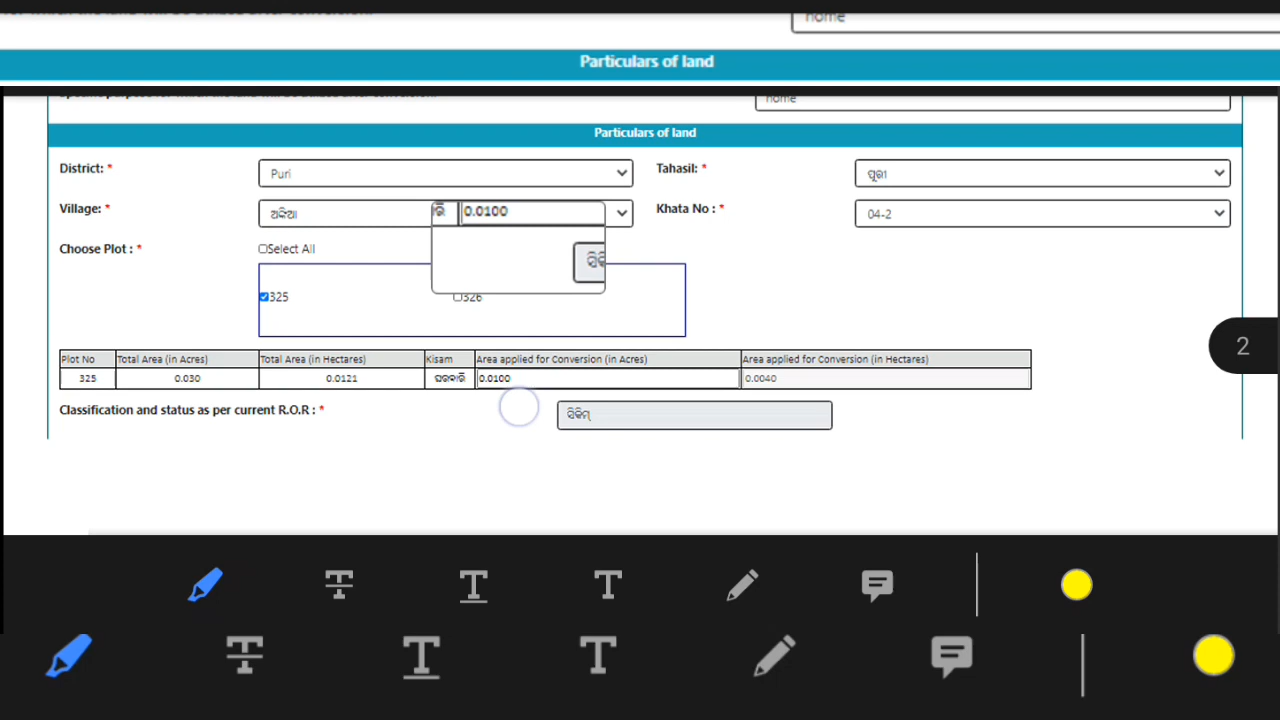 home
Particulars of land
home
Particulars of land
District: * Puri Tahasil: * ପୁରୀ
Village: * ଅଙ୍କିଆ Khata No : * 04-2
ରି 0.0100
Choose Plot : * Select All
325 326
Plot No Total Area (in Acres) Total Area (in Hectares) Kisam Area applied for Conversion (in Acres) Area applied for Conversion (in Hectares)
325 0.030 0.0121 ଘରବାରି 0.0100 0.0040
Classification and status as per current R.O.R : * ସିକିମ୍
2